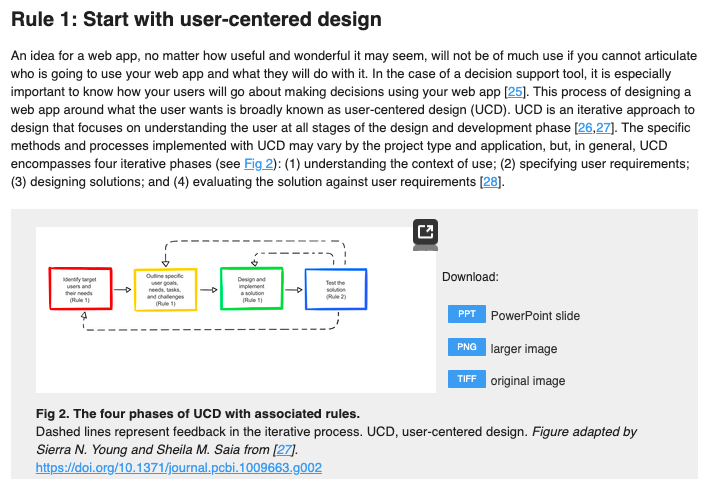 Rule 1: Start with user-centered design
An idea for a web app, no matter how useful and wonderful it may seem, will not be of much use if you cannot articulate
who is going to use your web app and what they will do with it. In the case of a decision support tool, it is especially
important to know how your users will go about making decisions using your web app [25]. This process of designing a
web app around what the user wants is broadly known as user-centered design (UCD). UCD is an iterative approach to
design that focuses on understanding the user at all stages of the design and development phase [26,27]. The specific
methods and processes implemented with UCD may vary by the project type and application, but, in general, UCD
encompasses four iterative phases (see Fig 2): (1) understanding the context of use; (2) specifying user requirements;
(3) designing solutions; and (4) evaluating the solution against user requirements [28].
Identify target
users and
their needs
(Rule 1)
Outline specific
user goals,
needs, tasks,
and challenges
(Rule 1)
Design and
implement
a solution
(Rule 1)
Test the
solution
(Rule 2)
Download:
PPT PowerPoint slide
PNG larger image
TIFF original image
Fig 2. The four phases of UCD with associated rules.
Dashed lines represent feedback in the iterative process. UCD, user-centered design. Figure adapted by
Sierra N. Young and Sheila M. Saia from [27].
https://doi.org/10.1371/journal.pcbi.1009663.g002